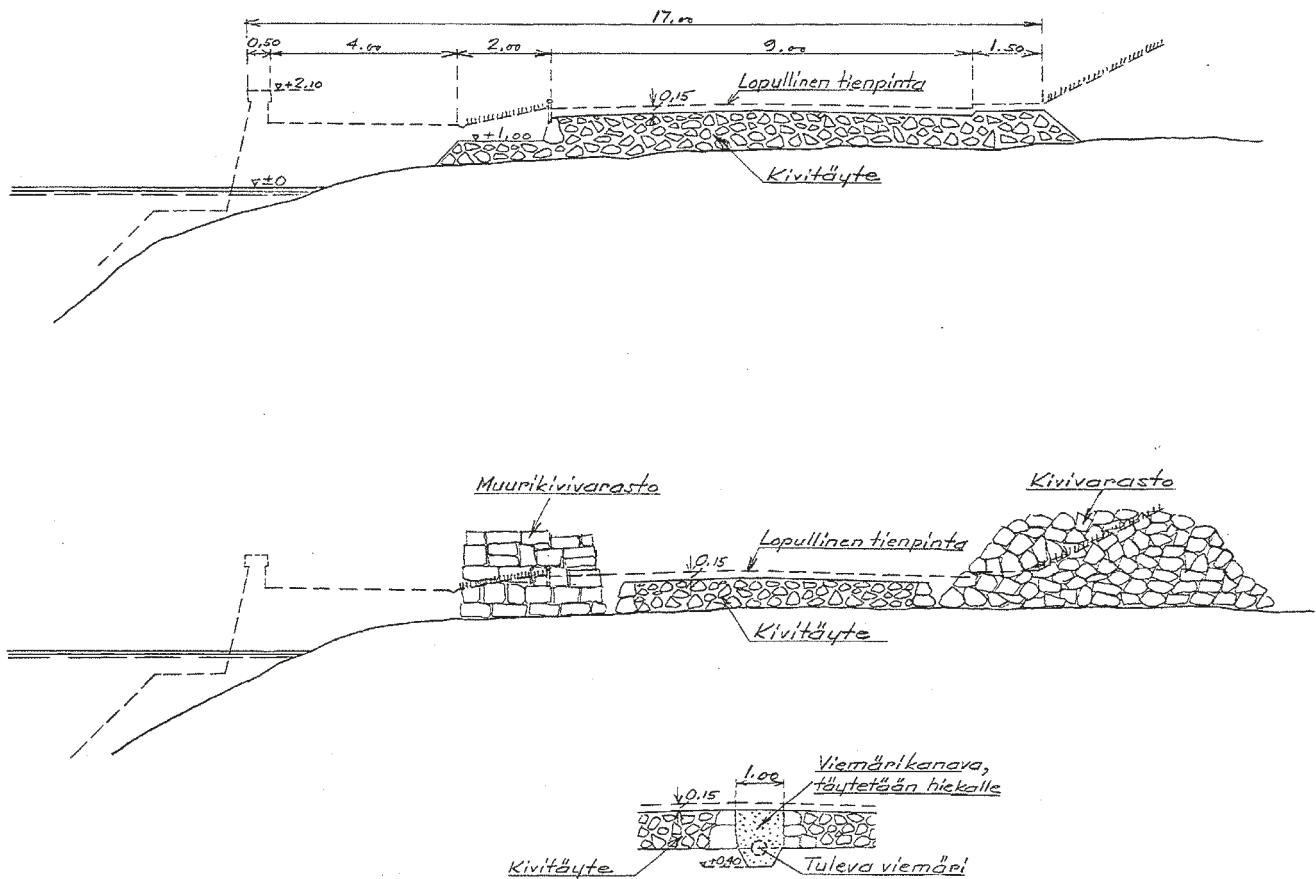 17.00
0.50 4.00 2.00 9.00 1.50
+2.10
0.15 Lopullinen tienpinta
+1.00
Kivitäyte
±0
Muurikivivarasto
Kivivarasto
Lopullinen tienpinta
0.15
Kivitäyte
Viemärikanava,
täytetään hiekalle
1.00
0.15
Kivitäyte
+0.40
Tuleva viemäri